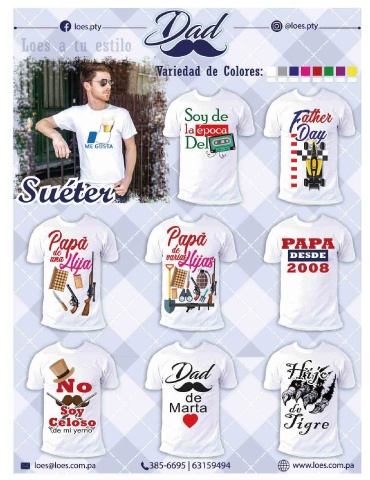 loes.pty
Dad
@loes.pty
Loes a tu estilo
Variedad de Colores:
ME GUSTA
Suéter
Soy de
la época
Del
Father
Day
Papá
de
una
Hija
Papá
de
varias
Hijas
PAPA
DESDE
2008
No
Soy
Celoso
(de mi yerno)
Dad
de
Marta
Hijo
de
Tigre
loes@loes.com.pa
385-6695 | 63159494
www.loes.com.pa